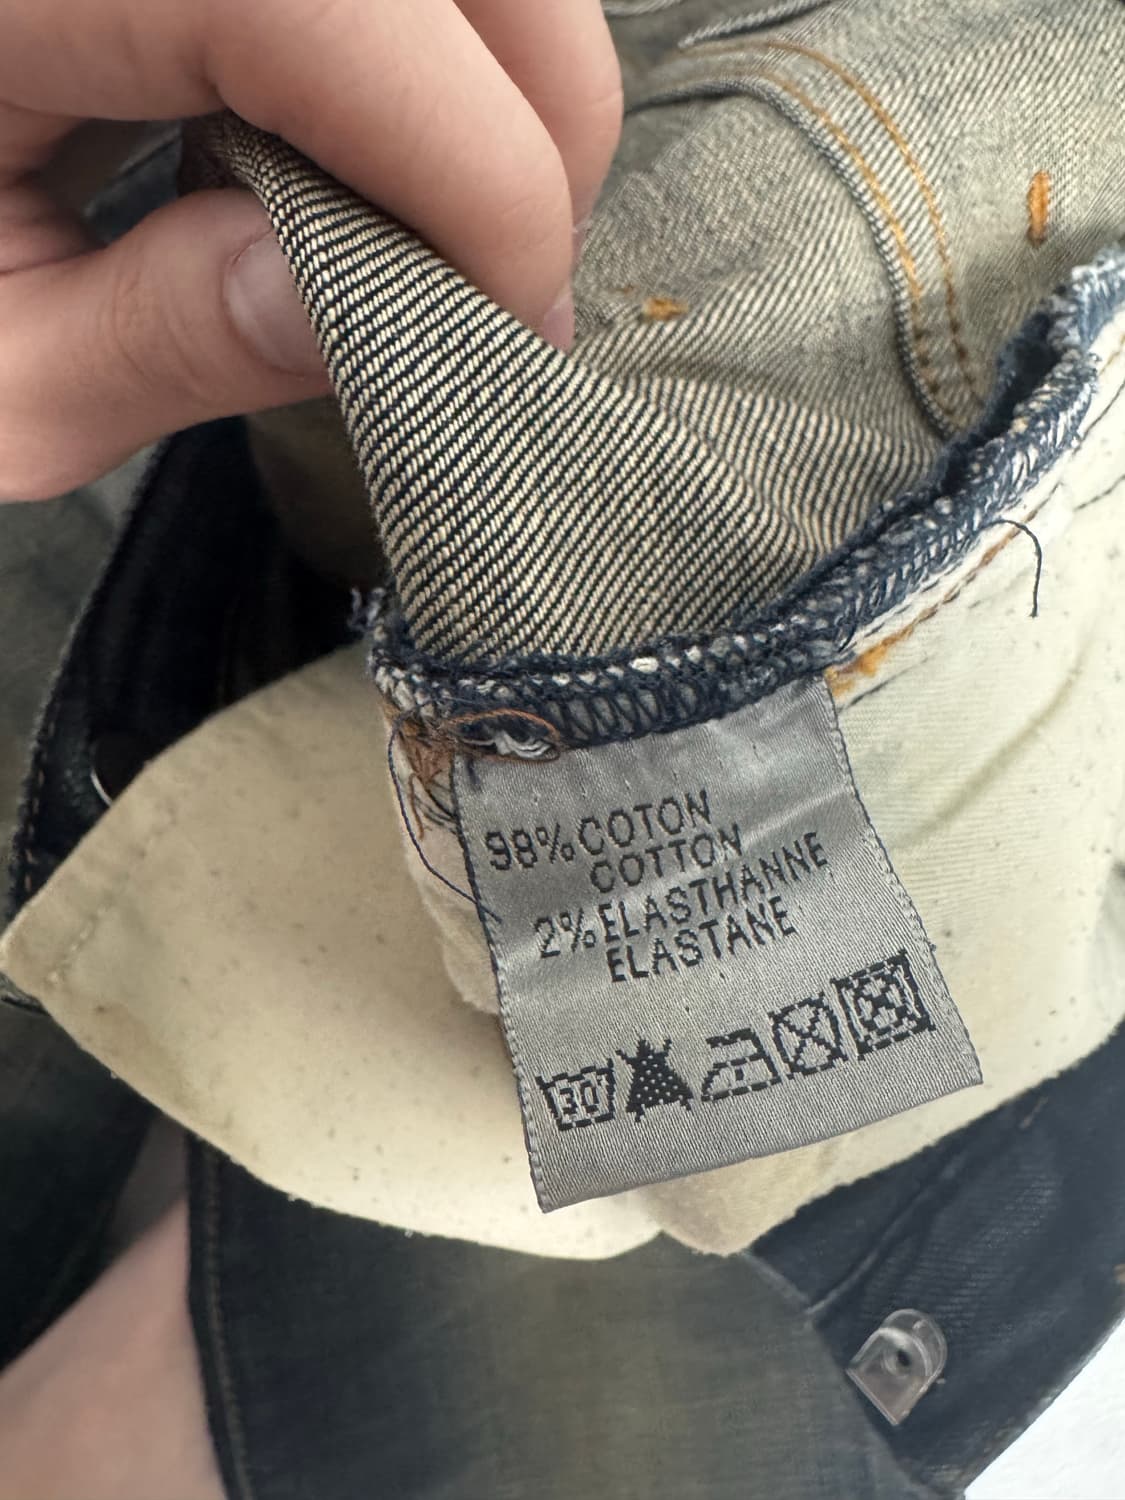 98% COTON
COTTON
2% ELASTHANNE
ELASTANE
30°